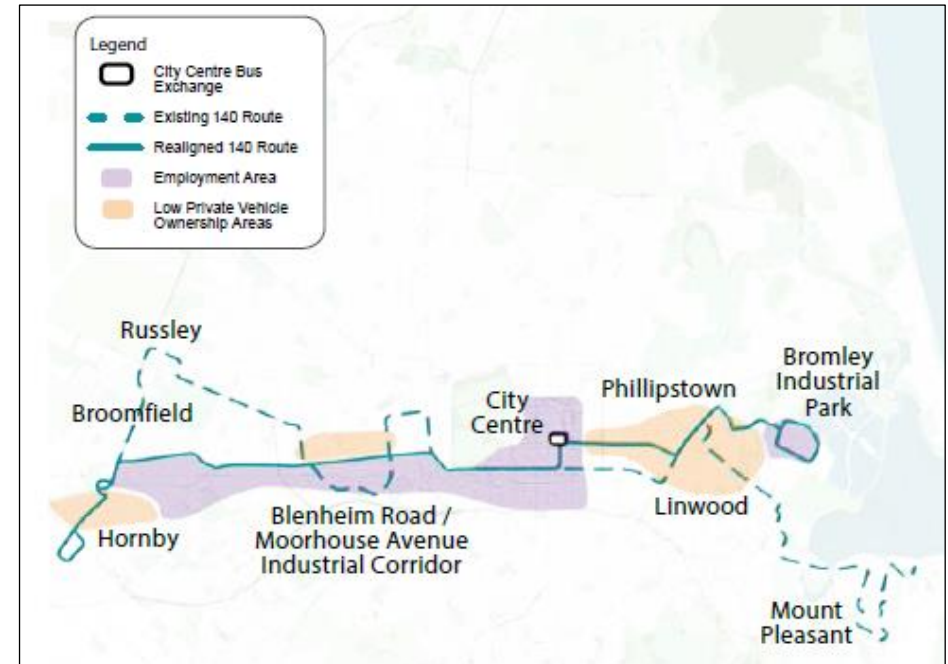 Legend
City Centre Bus
Exchange
Existing 140 Route
Realigned 140 Route
Employment Area
Low Private Vehicle
Ownership Areas
Russley
Broomfield
Hornby
Blenheim Road /
Moorhouse Avenue
Industrial Corridor
City
Centre
Phillipstown
Linwood
Bromley
Industrial
Park
Mount
Pleasant